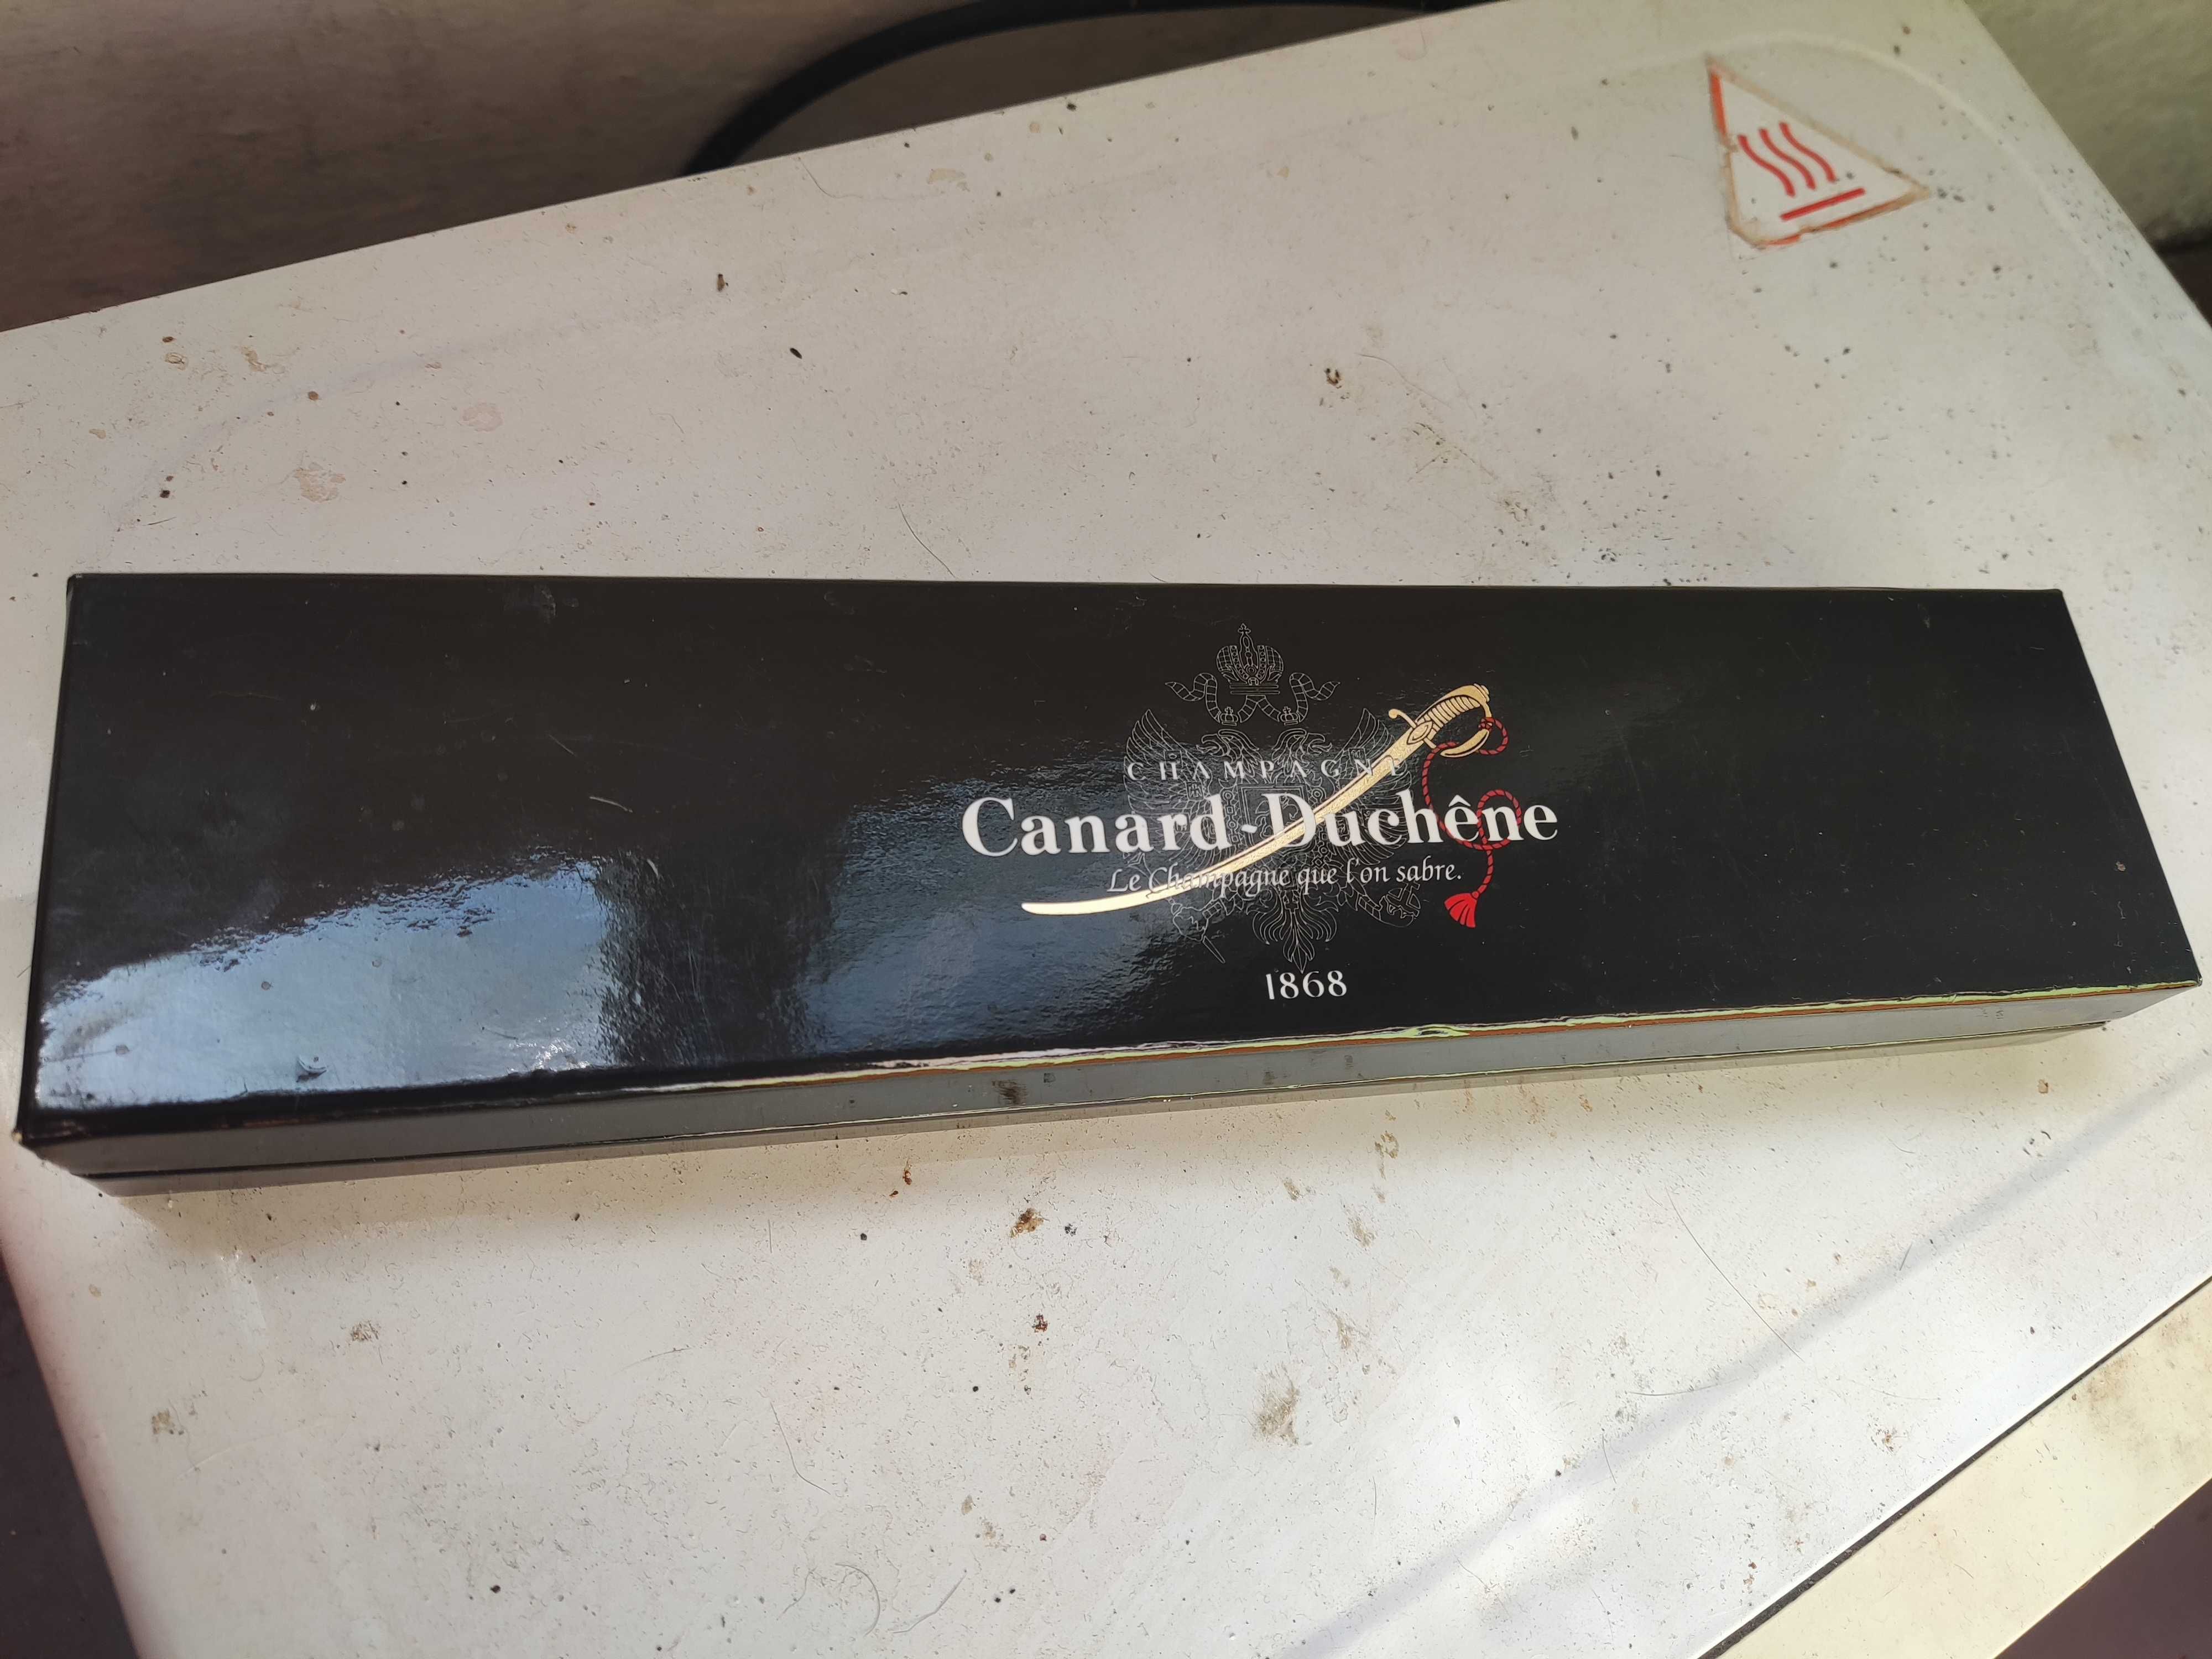 CHAMPAGNE
Canard-Duchêne
Le Champagne que l'on sabre.
1868